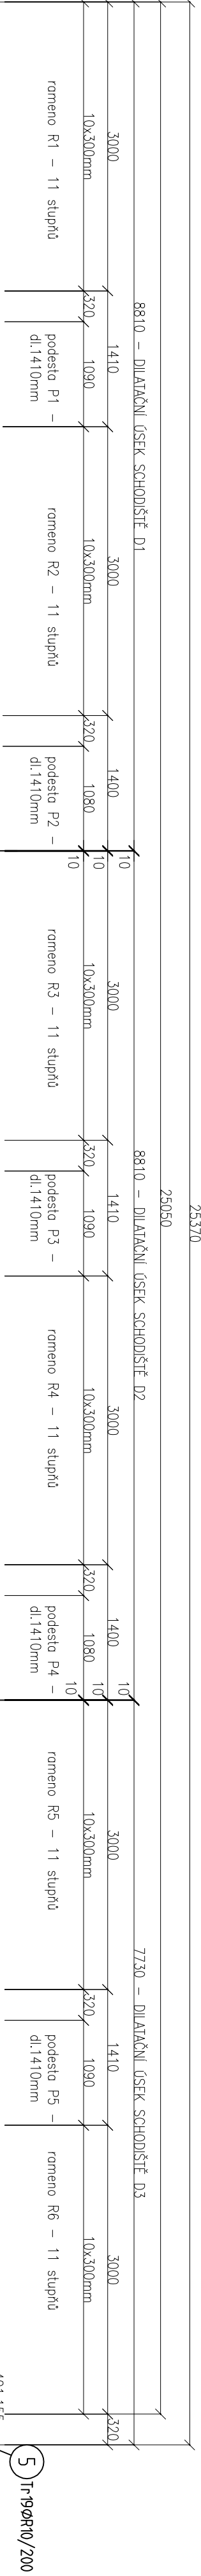 25370
25050
8810 – DILATAČNÍ ÚSEK SCHODIŠTĚ D1
10
8810 – DILATAČNÍ ÚSEK SCHODIŠTĚ D2
10
7730 – DILATAČNÍ ÚSEK SCHODIŠTĚ D3
3000
1410
3000
1400
10
3000
1410
3000
1400
10
3000
1410
3000
320
10x300mm
320
1090
10x300mm
320
1080
10
10x300mm
320
1090
10x300mm
320
1080
10
10x300mm
320
1090
10x300mm
rameno R1 – 11 stupňů
podesta P1 –
dl.1410mm
rameno R2 – 11 stupňů
podesta P2 –
dl.1410mm
rameno R3 – 11 stupňů
podesta P3 –
dl.1410mm
rameno R4 – 11 stupňů
podesta P4 –
dl.1410mm
rameno R5 – 11 stupňů
podesta P5 –
dl.1410mm
rameno R6 – 11 stupňů
5
Tr19ØR10/200